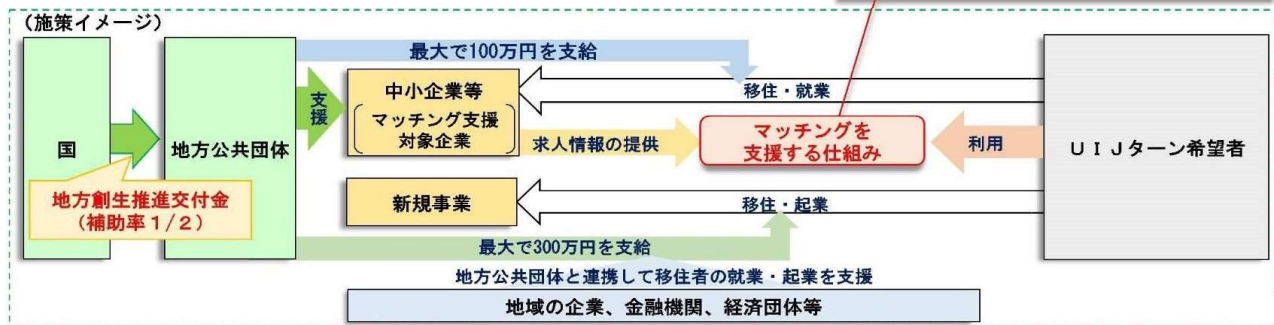 (施策イメージ)
最大で100万円を支給
国
地方公共団体
支援
中小企業等
マッチング支援
対象企業
求人情報の提供
移住・就業
マッチングを
支援する仕組み
利用
UIJターン希望者
地方創生推進交付金
(補助率1/2)
新規事業
移住・起業
最大で300万円を支給
地方公共団体と連携して移住者の就業・起業を支援
地域の企業、金融機関、経済団体等